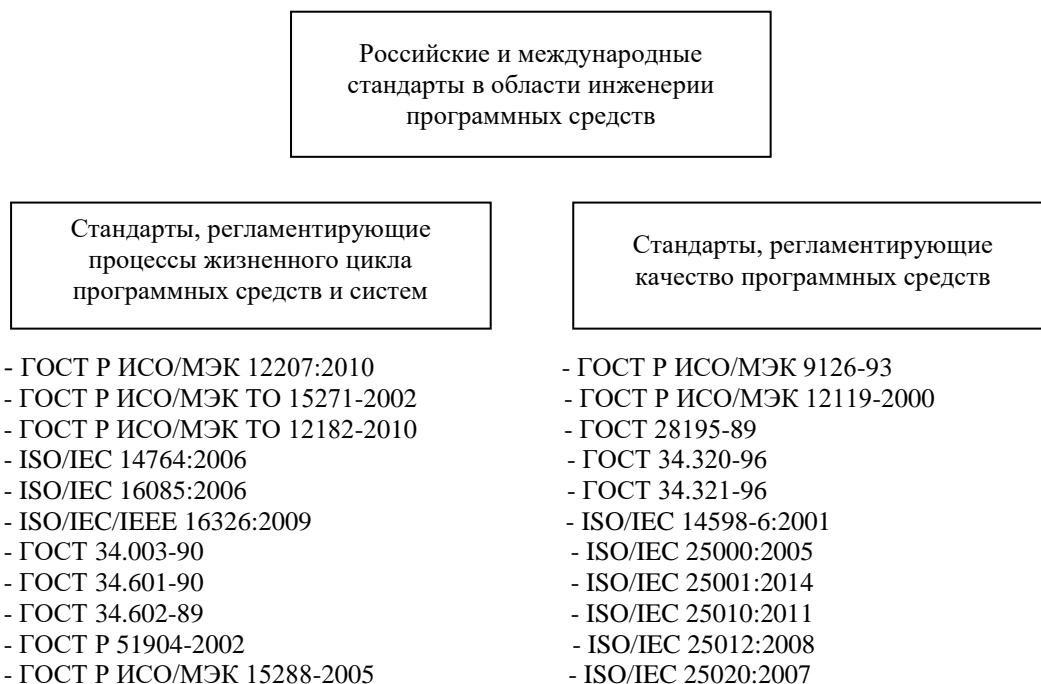 Российские и международные
стандарты в области инженерии
программных средств
Стандарты, регламентирующие
процессы жизненного цикла
программных средств и систем
- ГОСТ Р ИСО/МЭК 12207:2010
- ГОСТ Р ИСО/МЭК ТО 15271-2002
- ГОСТ Р ИСО/МЭК ТО 12182-2010
- ISO/IEC 14764:2006
- ISO/IEC 16085:2006
- ISO/IEC/IEEE 16326:2009
- ГОСТ 34.003-90
- ГОСТ 34.601-90
- ГОСТ 34.602-89
- ГОСТ Р 51904-2002
- ГОСТ Р ИСО/МЭК 15288-2005
Стандарты, регламентирующие
качество программных средств
- ГОСТ Р ИСО/МЭК 9126-93
- ГОСТ Р ИСО/МЭК 12119-2000
- ГОСТ 28195-89
- ГОСТ 34.320-96
- ГОСТ 34.321-96
- ISO/IEC 14598-6:2001
- ISO/IEC 25000:2005
- ISO/IEC 25001:2014
- ISO/IEC 25010:2011
- ISO/IEC 25012:2008
- ISO/IEC 25020:2007